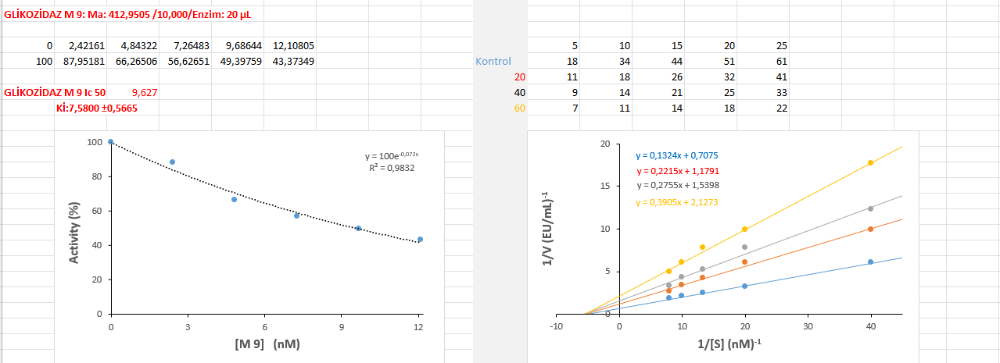 GLİKOZİDAZ M 9: Ma: 412,9505 /10,000/Enzim: 20 µL
0 2,42161 4,84322 7,26483 9,68644 12,10805
100 87,95181 66,26506 56,62651 49,39759 43,37349
GLİKOZİDAZ M 9 Ic 50 9,627
Kİ:7,5800 ±0,5665
5 10 15 20 25
Kontrol 18 34 44 51 61
20 11 18 26 32 41
40 9 14 21 25 33
60 7 11 14 18 22
y = 100e^-0,072x
R² = 0,9832
100
80
60
40
20
0
0 3 6 9 12
Activity (%)
[M 9] (nM)
y = 0,1324x + 0,7075
y = 0,2215x + 1,1791
y = 0,2755x + 1,5398
y = 0,3905x + 2,1273
20
15
10
5
0
-10 0 10 20 30 40
1/V (EU/mL)⁻¹
1/[S] (nM)⁻¹